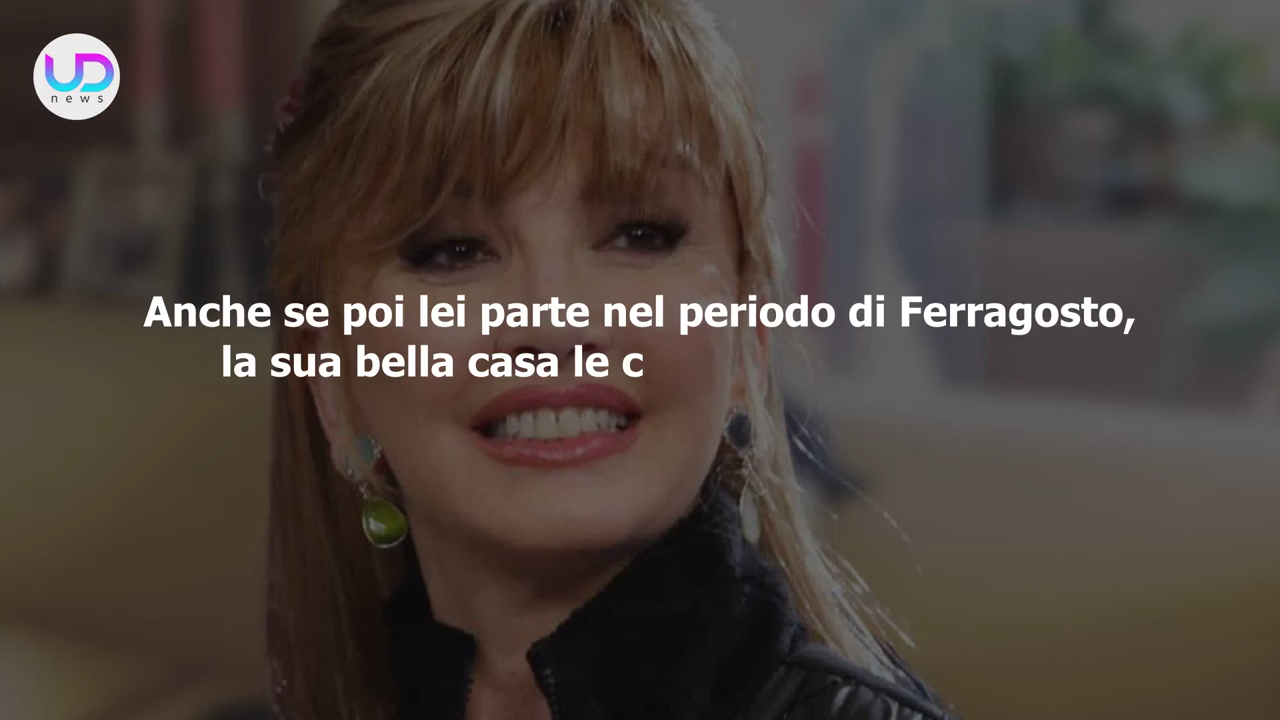 UD
news
Anche se poi lei parte nel periodo di Ferragosto,
la sua bella casa le c